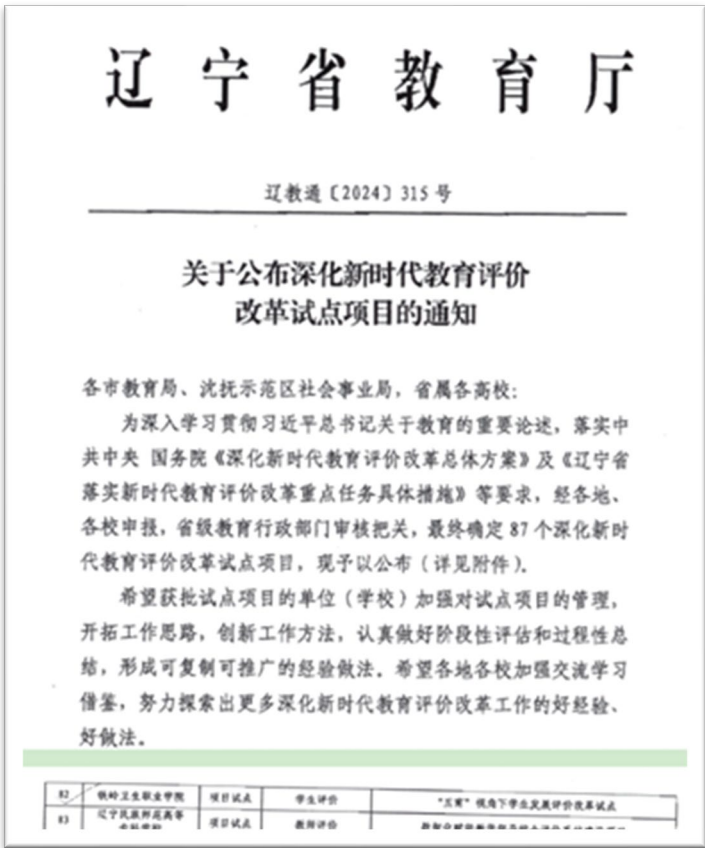 辽宁省教育厅
辽教通〔2024〕315号
关于公布深化新时代教育评价
改革试点项目的通知
各市教育局、沈抚示范区社会事业局，省属各高校：
为深入学习贯彻习近平总书记关于教育的重要论述，落实中
共中央 国务院《深化新时代教育评价改革总体方案》及《辽宁省
落实新时代教育评价改革重点任务具体措施》等要求，经各地、
各校申报，省级教育行政部门审核把关，最终确定87个深化新时
代教育评价改革试点项目，现予以公布（详见附件）。
希望获批试点项目的单位（学校）加强对试点项目的管理，
开拓工作思路，创新工作方法，认真做好阶段性评估和过程性总
结，形成可复制可推广的经验做法。希望各地各校加强交流学习
借鉴，努力探索出更多深化新时代教育评价改革工作的好经验、
好做法。
82 铁岭卫生职业学院 项目试点 学生评价 “五育”视角下学生发展评价改革试点
83 辽宁民族师范高等 项目试点 教师评价